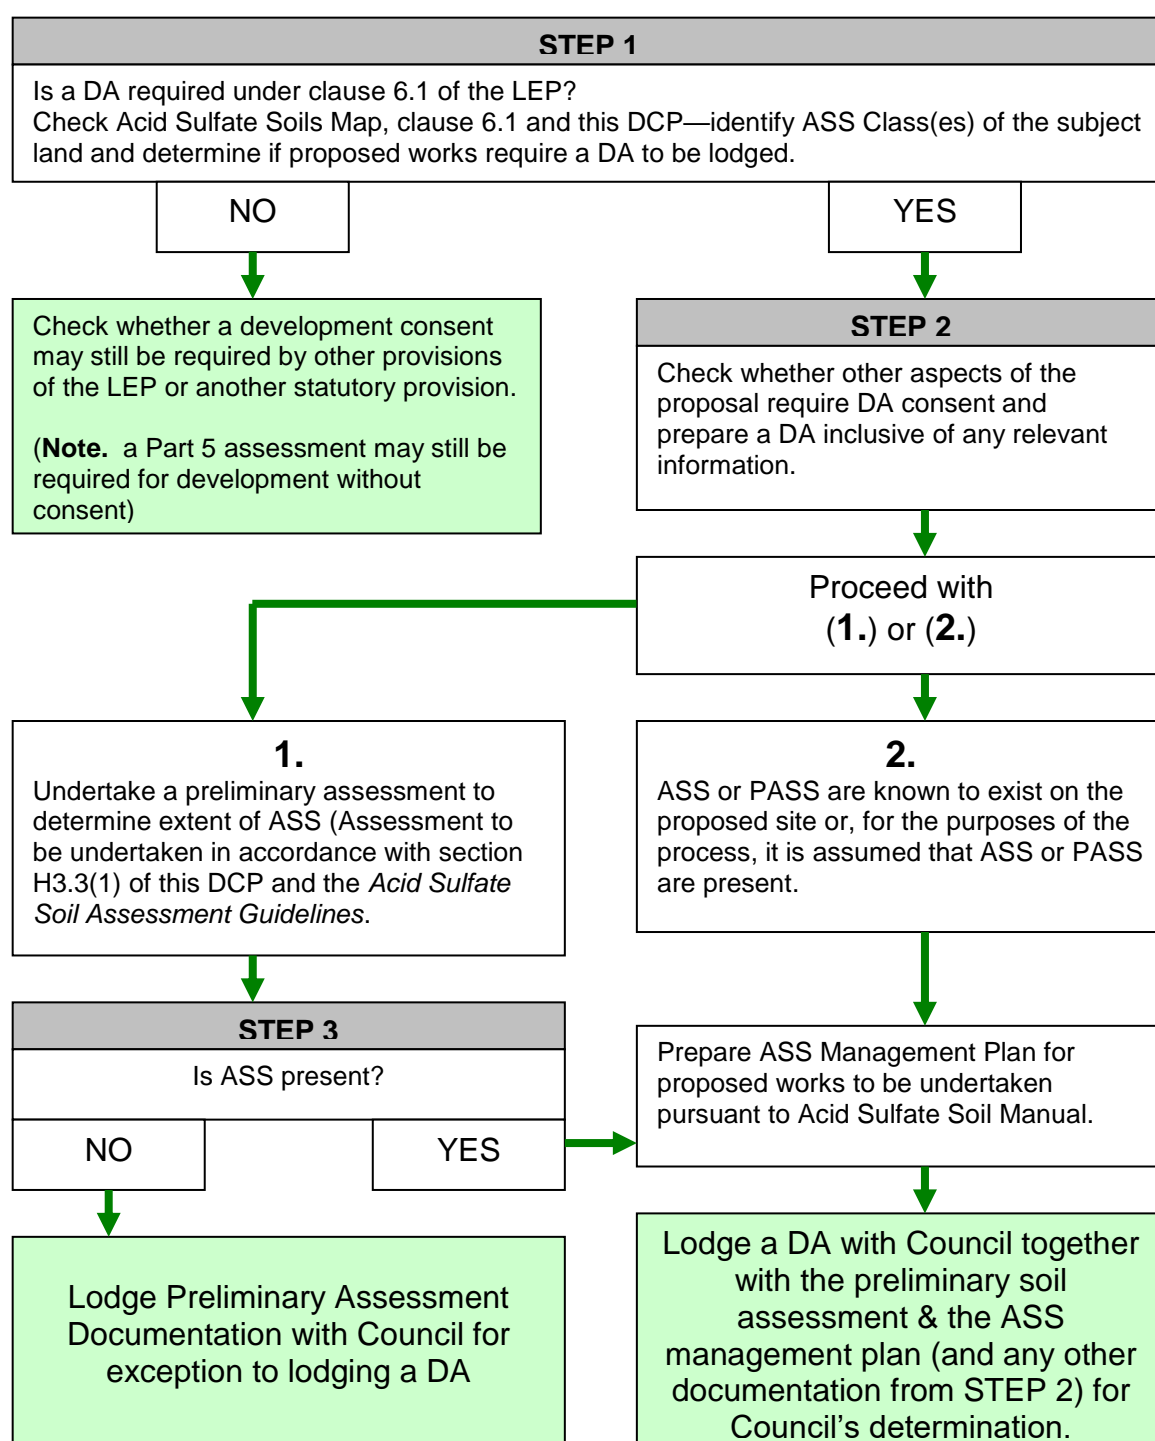 STEP 1
Is a DA required under clause 6.1 of the LEP?
Check Acid Sulfate Soils Map, clause 6.1 and this DCP—identify ASS Class(es) of the subject
land and determine if proposed works require a DA to be lodged.
NO
YES
Check whether a development consent
may still be required by other provisions
of the LEP or another statutory provision.
(Note.  a Part 5 assessment may still be
required for development without
consent)
STEP 2
Check whether other aspects of the
proposal require DA consent and
prepare a DA inclusive of any relevant
information.
Proceed with
(1.) or (2.)
1.
Undertake a preliminary assessment to
determine extent of ASS (Assessment to
be undertaken in accordance with section
H3.3(1) of this DCP and the Acid Sulfate
Soil Assessment Guidelines.
2.
ASS or PASS are known to exist on the
proposed site or, for the purposes of the
process, it is assumed that ASS or PASS
are present.
STEP 3
Is ASS present?
NO
YES
Prepare ASS Management Plan for
proposed works to be undertaken
pursuant to Acid Sulfate Soil Manual.
Lodge Preliminary Assessment
Documentation with Council for
exception to lodging a DA
Lodge a DA with Council together
with the preliminary soil
assessment & the ASS
management plan (and any other
documentation from STEP 2) for
Council's determination.